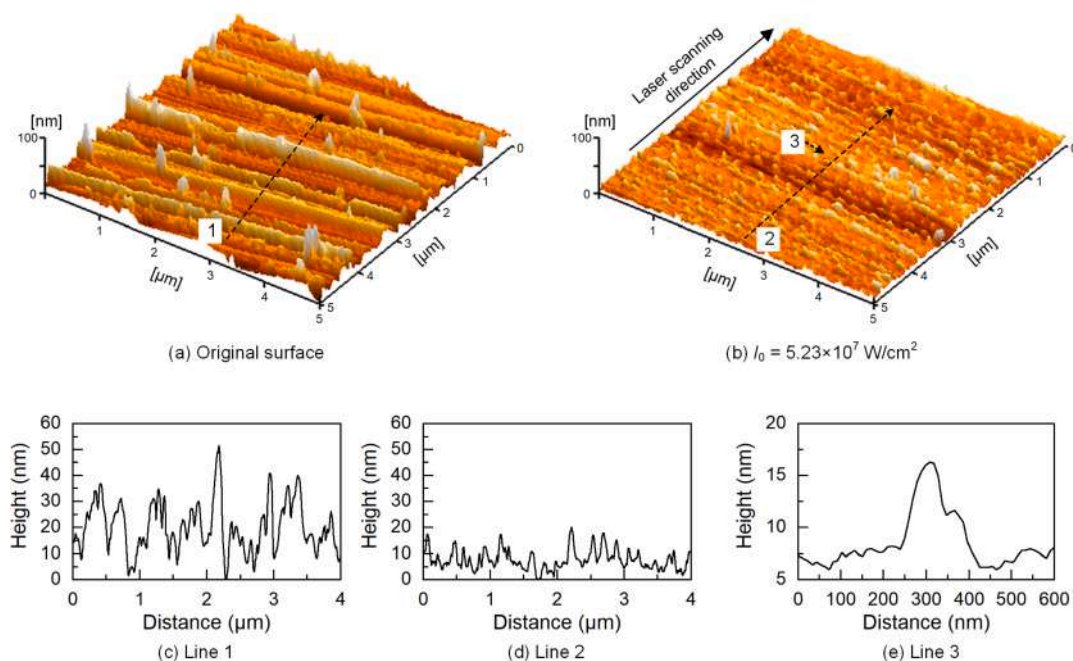 [nm]
100
0
1
2
3
4
5
[µm]
0
1
2
3
4
5
[µm]
1
(a) Original surface
Laser scanning
direction
[nm]
100
0
1
2
3
4
5
[µm]
0
1
2
3
4
5
[µm]
3
2
(b) I₀ = 5.23×10⁷ W/cm²
Height (nm)
60
50
40
30
20
10
0
0 1 2 3 4
Distance (µm)
(c) Line 1
Height (nm)
60
50
40
30
20
10
0
0 1 2 3 4
Distance (µm)
(d) Line 2
Height (nm)
20
15
10
5
0 100 200 300 400 500 600
Distance (nm)
(e) Line 3